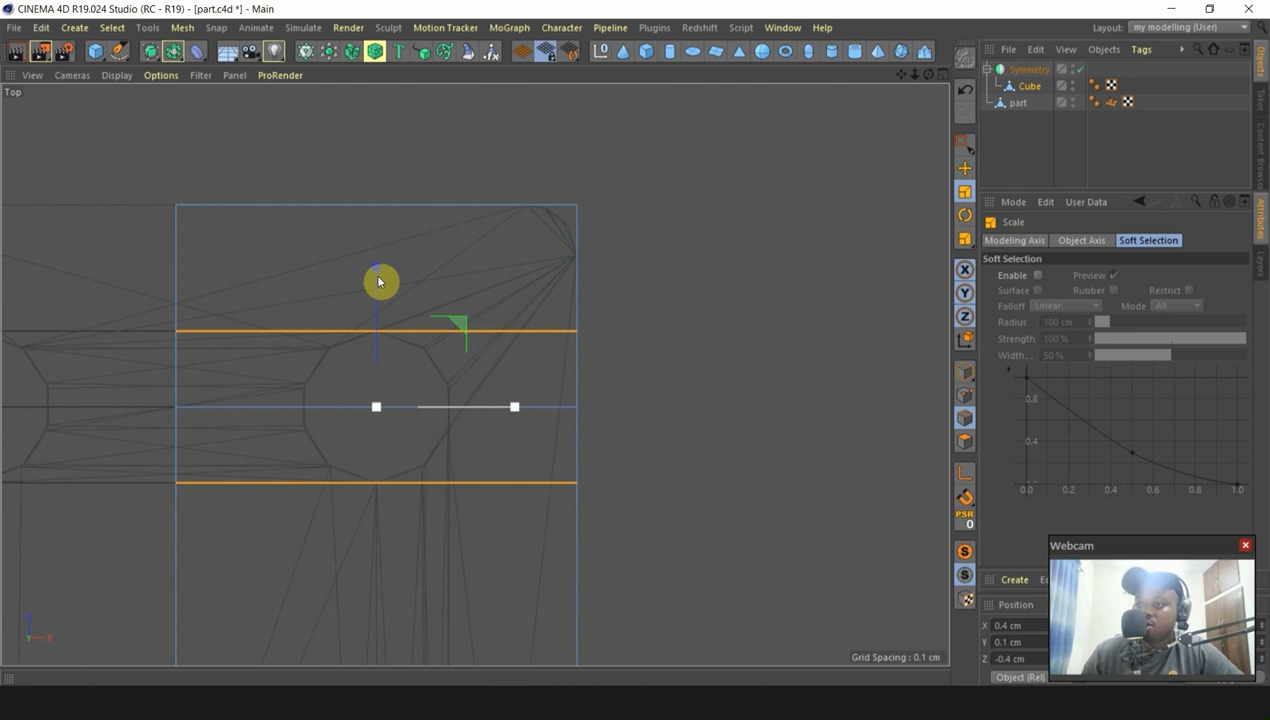 CINEMA 4D R19.024 Studio (RC - R19) - [part.c4d *] - Main
File Edit Create Select Tools Mesh Snap Animate Simulate Render Sculpt Motion Tracker MoGraph Character Pipeline Plugins Redshift Script Window Help Layout: my modelling (User)
View Cameras Display Options Filter Panel ProRender
File Edit View Objects Tags
Top
Symmetry
Cube
part
Objects
Takes
Content Browser
Attributes
Layers
Mode Edit User Data
Scale
Modeling Axis Object Axis Soft Selection
Soft Selection
Enable Preview
Surface Rubber Restrict
Falloff Linear Mode All
Radius 100 cm
Strength 100 %
Width. . 50 %
0.8
0.4
0.0 0.2 0.4 0.6 0.8 1.0
X
Y
Z
PSR
0
S
S
Webcam
Create
Position
X 0.4 cm
Y 0.1 cm
Z -0.4 cm
Object (Rel)
Grid Spacing : 0.1 cm
Y X